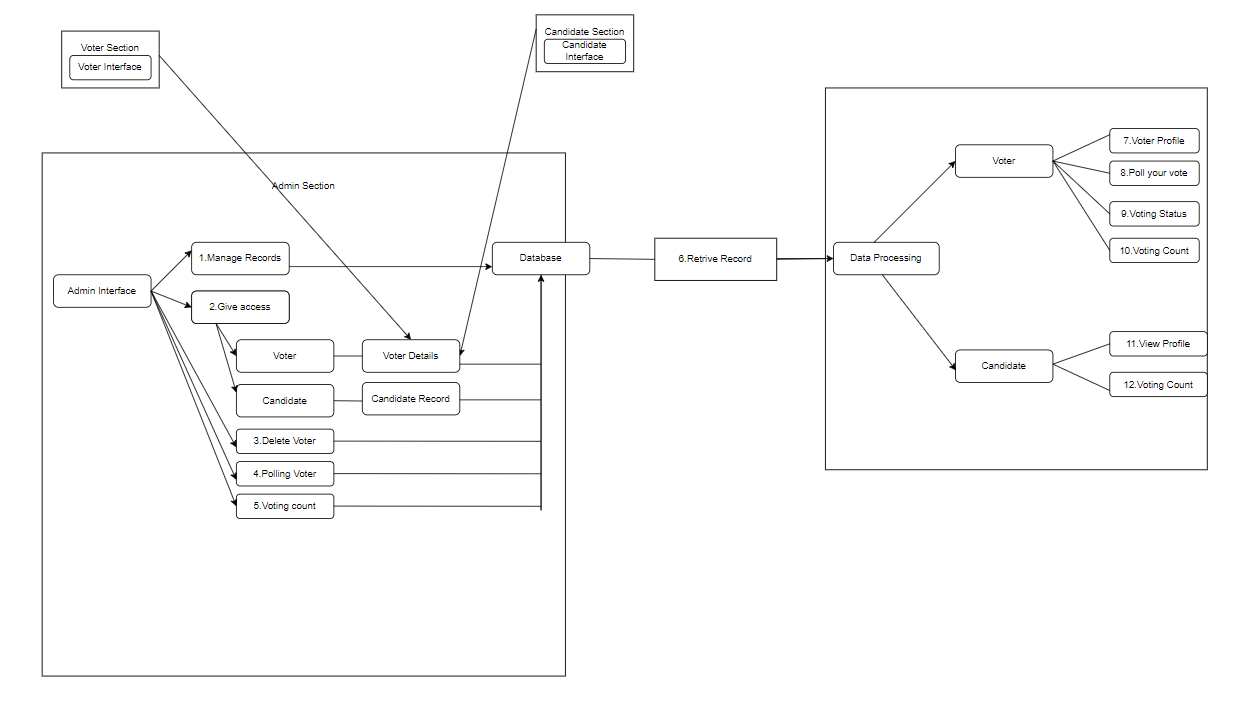 Candidate Section
Candidate
Interface
Voter Section
Voter Interface
Admin Section
Admin Interface
1.Manage Records
2.Give access
Voter
Voter Details
Candidate
Candidate Record
3.Delete Voter
4.Polling Voter
5.Voting count
Database
6.Retrive Record
Data Processing
Voter
7.Voter Profile
8.Poll your vote
9.Voting Status
10.Voting Count
Candidate
11.View Profile
12.Voting Count